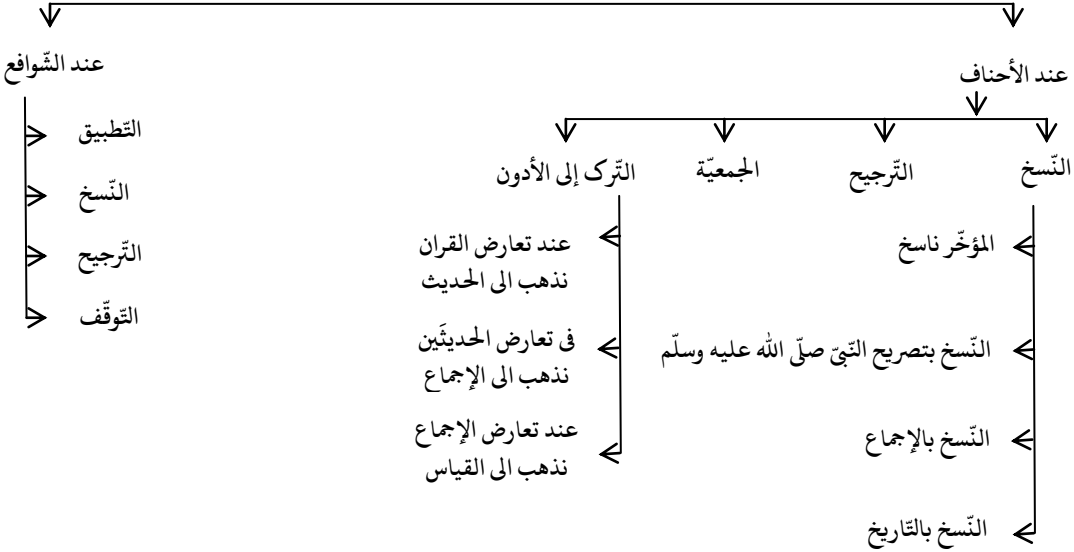 عند الأحناف
النّسخ
المؤخّر ناسخ
النّسخ بتصريح النّبيّ صلّى الله عليه وسلّم
النّسخ بالإجماع
النّسخ بالتّاريخ
التّرجيح
الجمعيّة
التّرك إلى الأدون
عند تعارض القران
نذهب الى الحديث
فى تعارض الحديثَين
نذهب الى الإجماع
عند تعارض الإجماع
نذهب الى القياس
عند الشّوافع
التّطبيق
النّسخ
التّرجيح
التّوقّف